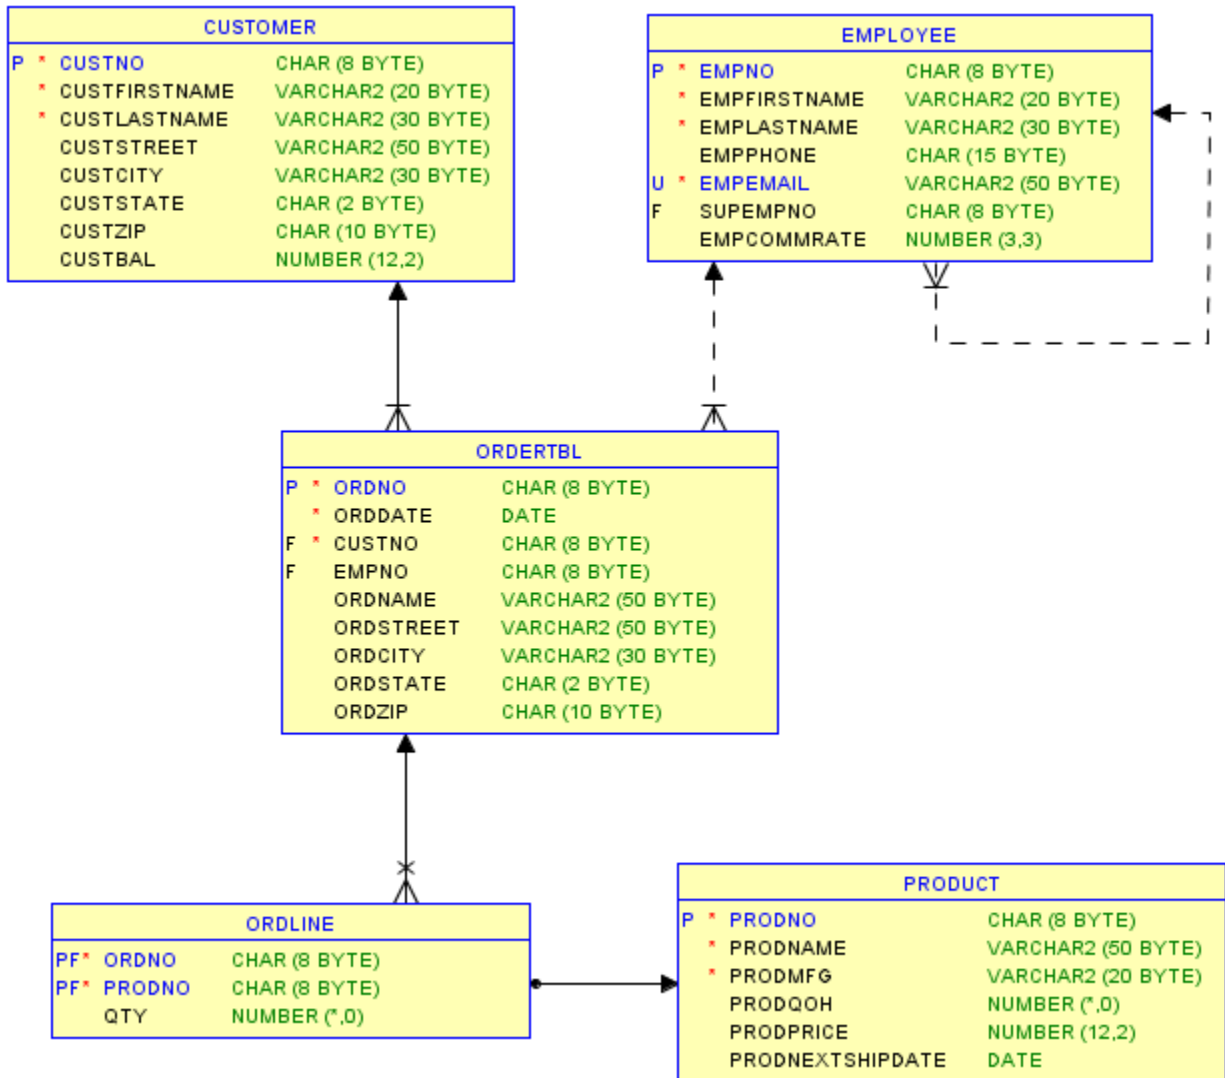 CUSTOMER
P * CUSTNO CHAR (8 BYTE)
* CUSTFIRSTNAME VARCHAR2 (20 BYTE)
* CUSTLASTNAME VARCHAR2 (30 BYTE)
CUSTSTREET VARCHAR2 (50 BYTE)
CUSTCITY VARCHAR2 (30 BYTE)
CUSTSTATE CHAR (2 BYTE)
CUSTZIP CHAR (10 BYTE)
CUSTBAL NUMBER (12,2)
EMPLOYEE
P * EMPNO CHAR (8 BYTE)
* EMPFIRSTNAME VARCHAR2 (20 BYTE)
* EMPLASTNAME VARCHAR2 (30 BYTE)
EMPPHONE CHAR (15 BYTE)
U * EMPEMAIL VARCHAR2 (50 BYTE)
F SUPEMPNO CHAR (8 BYTE)
EMPCOMMRATE NUMBER (3,3)
ORDERTBL
P * ORDNO CHAR (8 BYTE)
* ORDDATE DATE
F * CUSTNO CHAR (8 BYTE)
F EMPNO CHAR (8 BYTE)
ORDNAME VARCHAR2 (50 BYTE)
ORDSTREET VARCHAR2 (50 BYTE)
ORDCITY VARCHAR2 (30 BYTE)
ORDSTATE CHAR (2 BYTE)
ORDZIP CHAR (10 BYTE)
ORDLINE
PF* ORDNO CHAR (8 BYTE)
PF* PRODNO CHAR (8 BYTE)
QTY NUMBER (*,0)
PRODUCT
P * PRODNO CHAR (8 BYTE)
* PRODNAME VARCHAR2 (50 BYTE)
* PRODMFG VARCHAR2 (20 BYTE)
PRODQOH NUMBER (*,0)
PRODPRICE NUMBER (12,2)
PRODNEXTSHIPDATE DATE